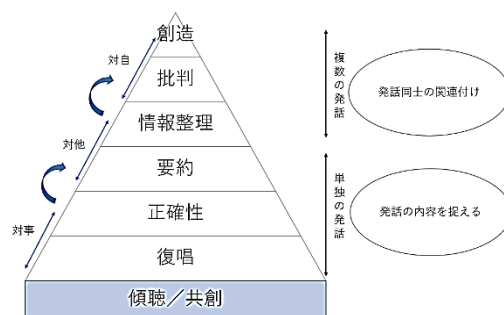 創造
批判
情報整理
要約
正確性
復唱
傾聴／共創
対自
対他
対事
複数の発話
単独の発話
発話同士の関連付け
発話の内容を捉える